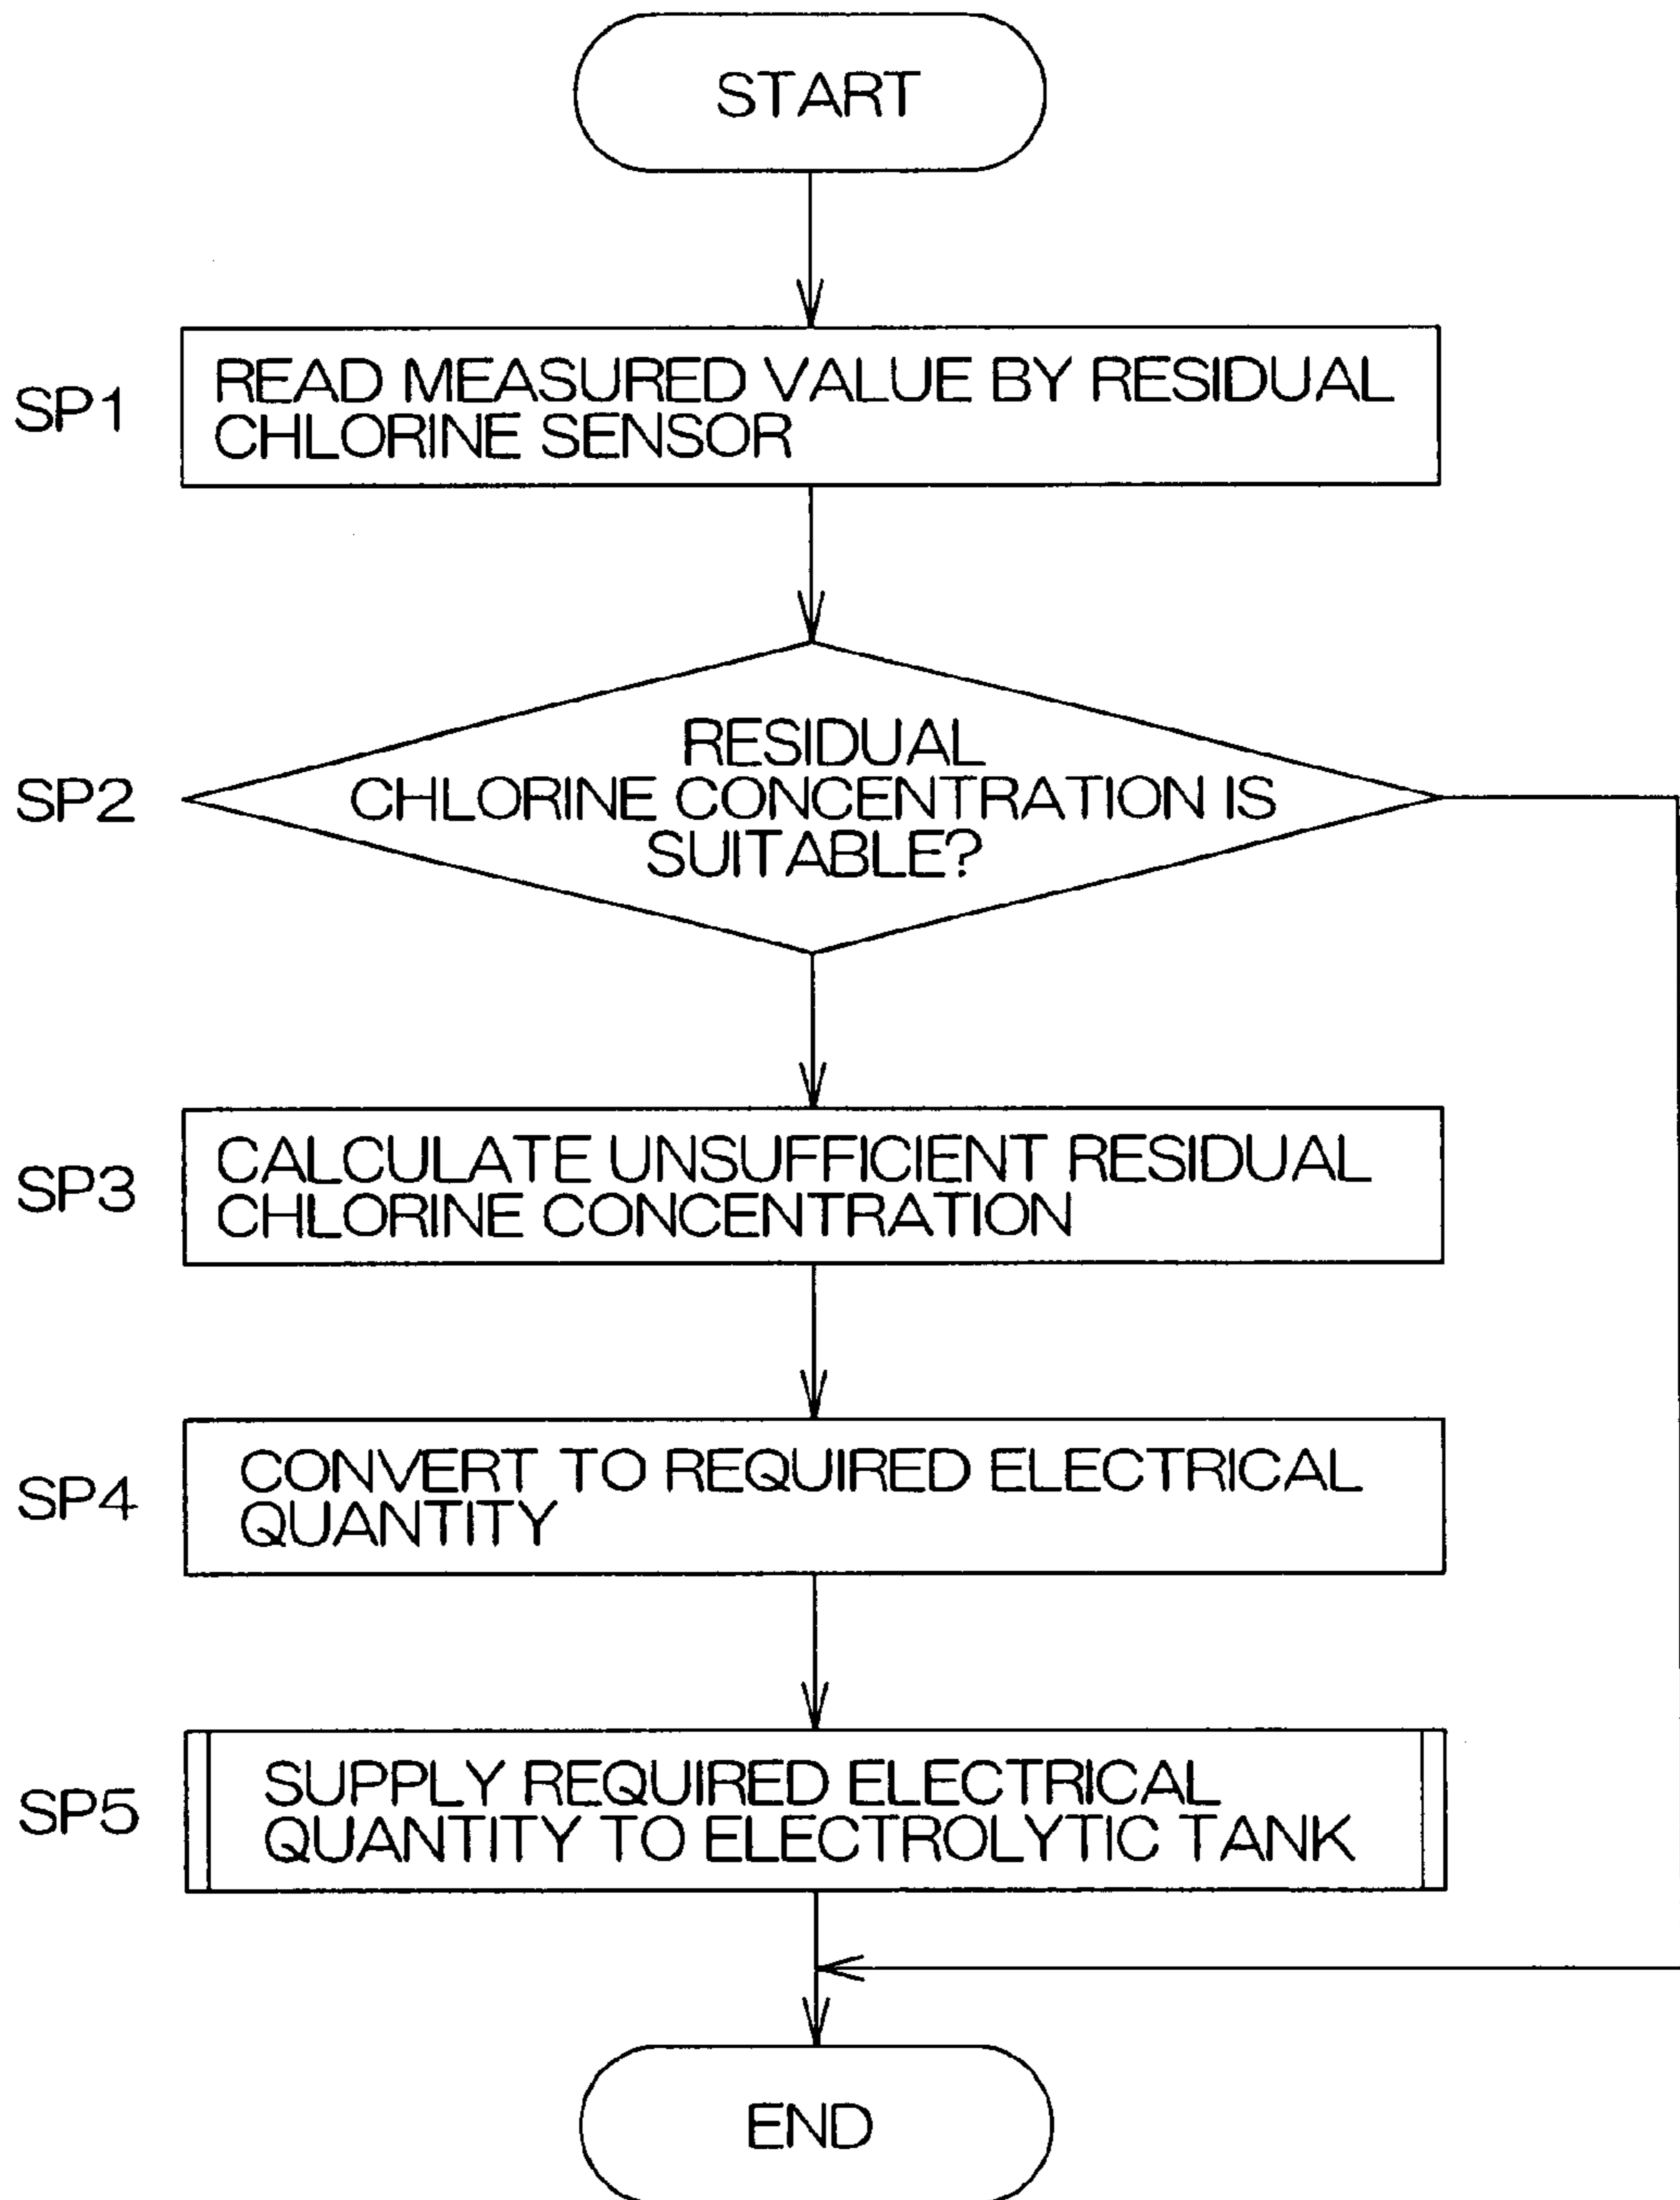 START
SP1
READ MEASURED VALUE BY RESIDUAL
CHLORINE SENSOR
SP2
RESIDUAL
CHLORINE CONCENTRATION IS
SUITABLE?
SP3
CALCULATE UNSUFFICIENT RESIDUAL
CHLORINE CONCENTRATION
SP4
CONVERT TO REQUIRED ELECTRICAL
QUANTITY
SP5
SUPPLY REQUIRED ELECTRICAL
QUANTITY TO ELECTROLYTIC TANK
END